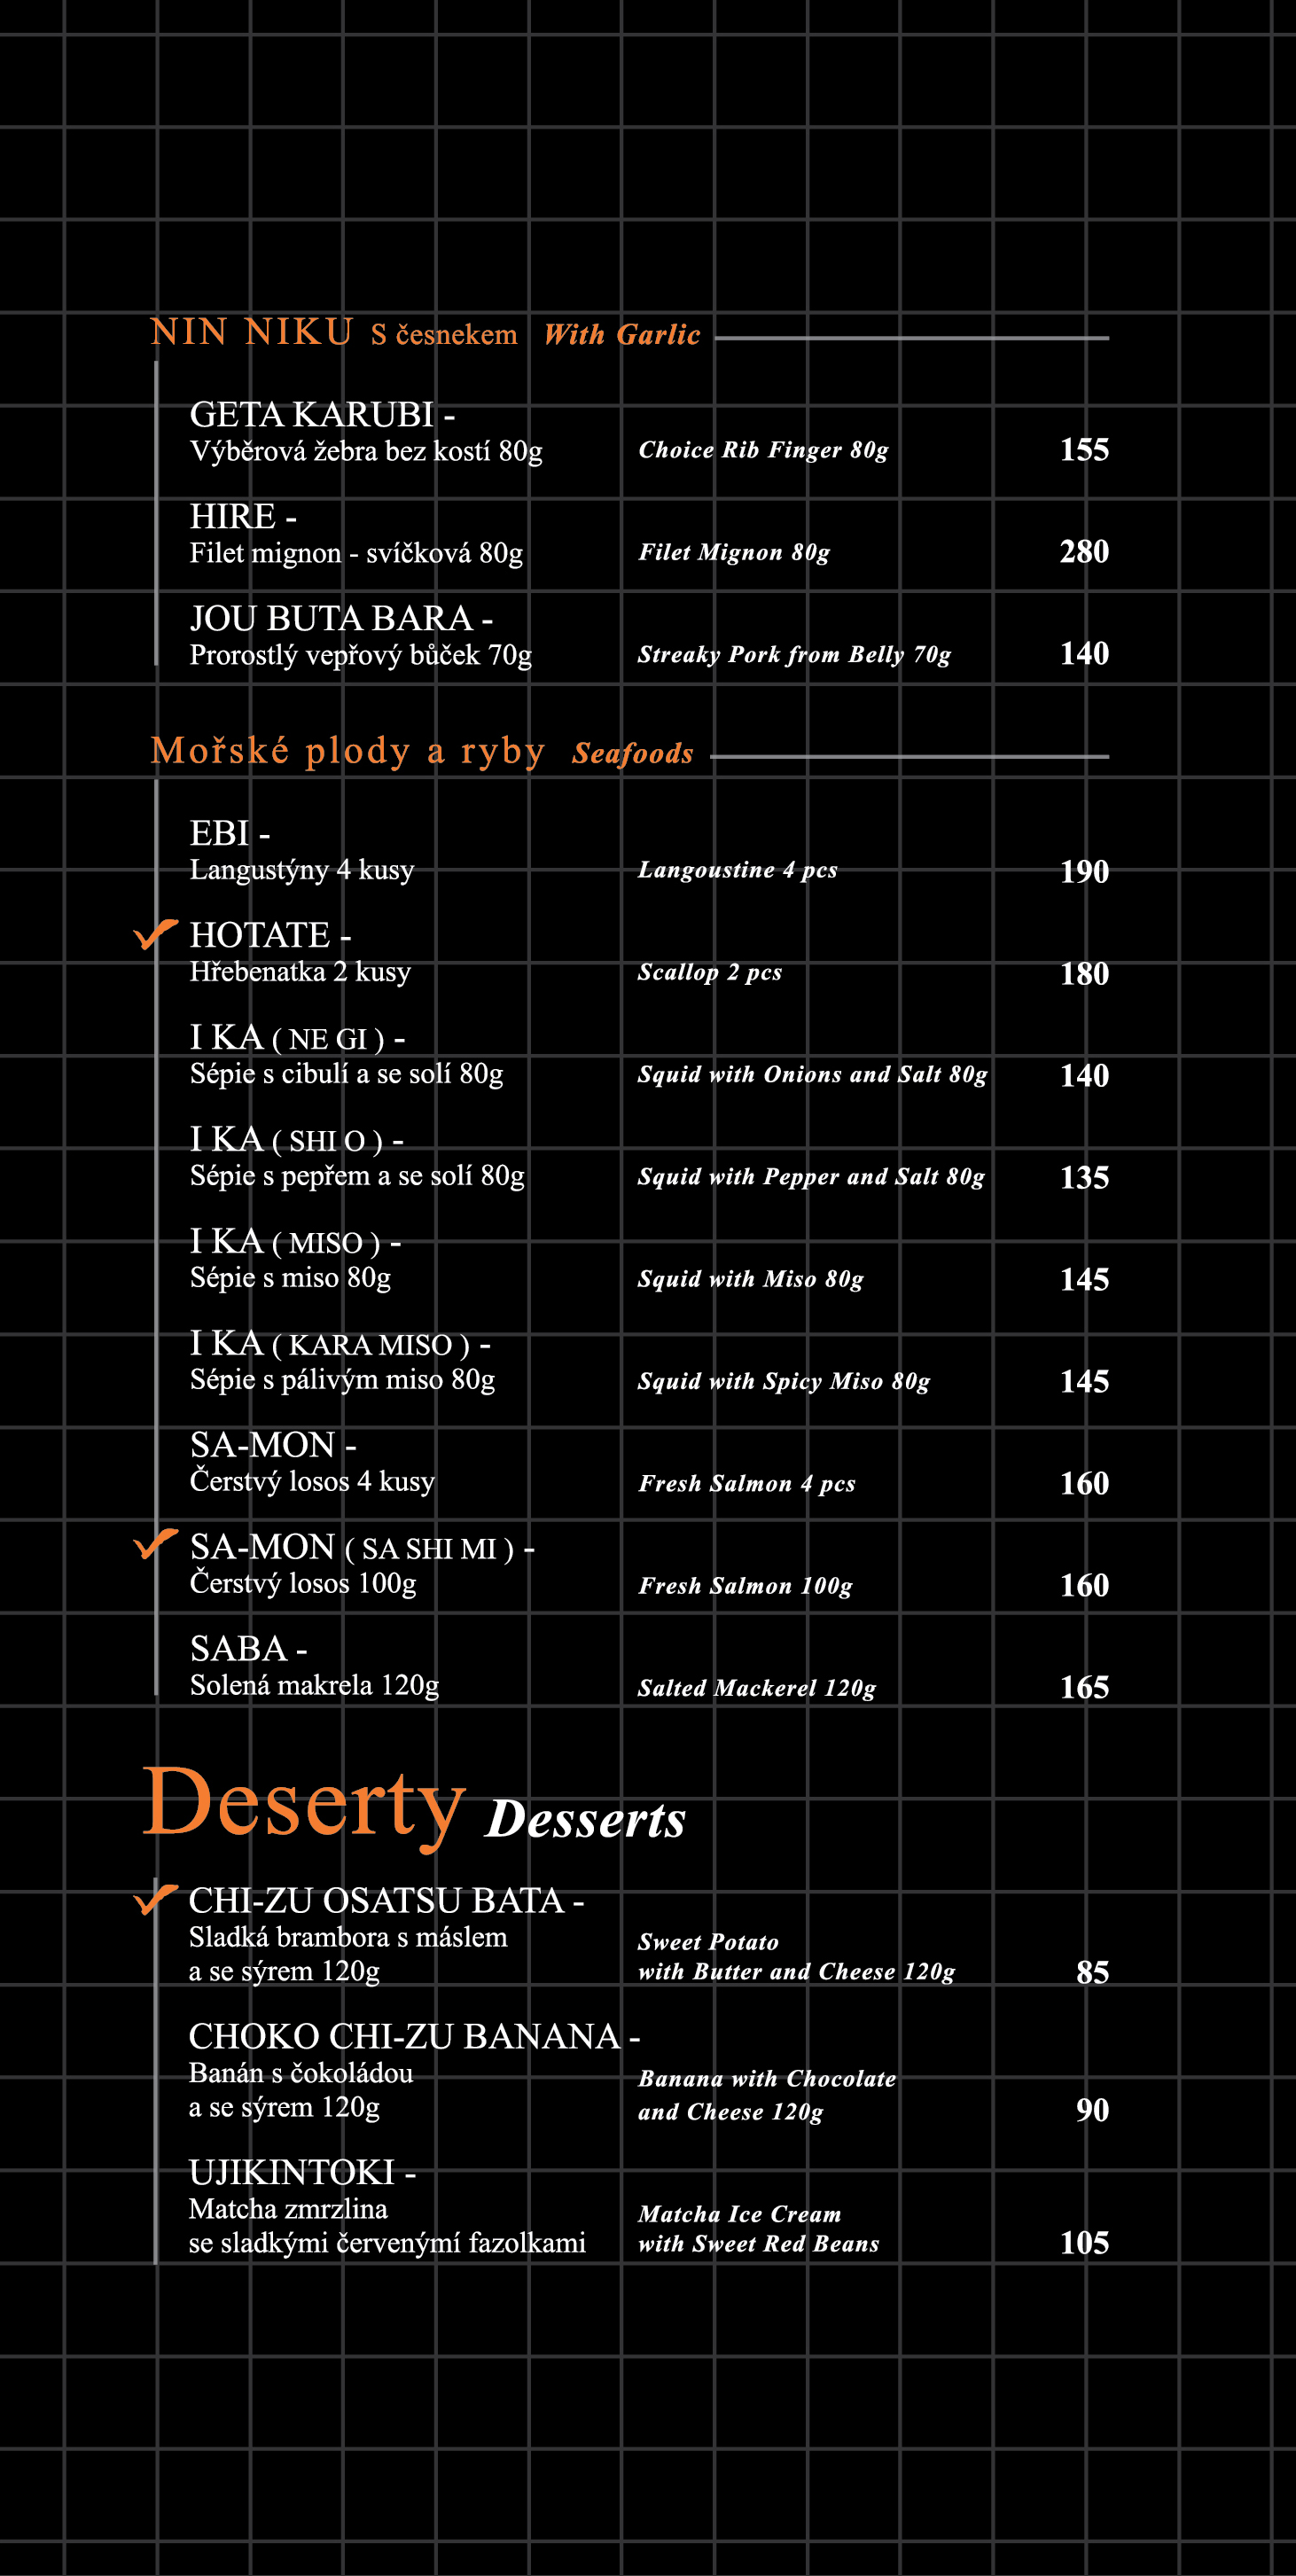 NIN NIKU S česnekem With Garlic
GETA KARUBI -
Výběrová žebra bez kostí 80g Choice Rib Finger 80g 155
HIRE -
Filet mignon - svíčková 80g Filet Mignon 80g 280
JOU BUTA BARA -
Prorostlý vepřový bůček 70g Streaky Pork from Belly 70g 140
Mořské plody a ryby Seafoods
EBI -
Langustýny 4 kusy Langoustine 4 pcs 190
HOTATE -
Hřebenatka 2 kusy Scallop 2 pcs 180
I KA ( NE GI ) -
Sépie s cibulí a se solí 80g Squid with Onions and Salt 80g 140
I KA ( SHI O ) -
Sépie s pepřem a se solí 80g Squid with Pepper and Salt 80g 135
I KA ( MISO ) -
Sépie s miso 80g Squid with Miso 80g 145
I KA ( KARA MISO ) -
Sépie s pálivým miso 80g Squid with Spicy Miso 80g 145
SA-MON -
Čerstvý losos 4 kusy Fresh Salmon 4 pcs 160
SA-MON ( SA SHI MI ) -
Čerstvý losos 100g Fresh Salmon 100g 160
SABA -
Solená makrela 120g Salted Mackerel 120g 165
Deserty Desserts
CHI-ZU OSATSU BATA -
Sladká brambora s máslem Sweet Potato
a se sýrem 120g with Butter and Cheese 120g 85
CHOKO CHI-ZU BANANA -
Banán s čokoládou Banana with Chocolate
a se sýrem 120g and Cheese 120g 90
UJIKINTOKI -
Matcha zmrzlina Matcha Ice Cream
se sladkými červenýmí fazolkami with Sweet Red Beans 105